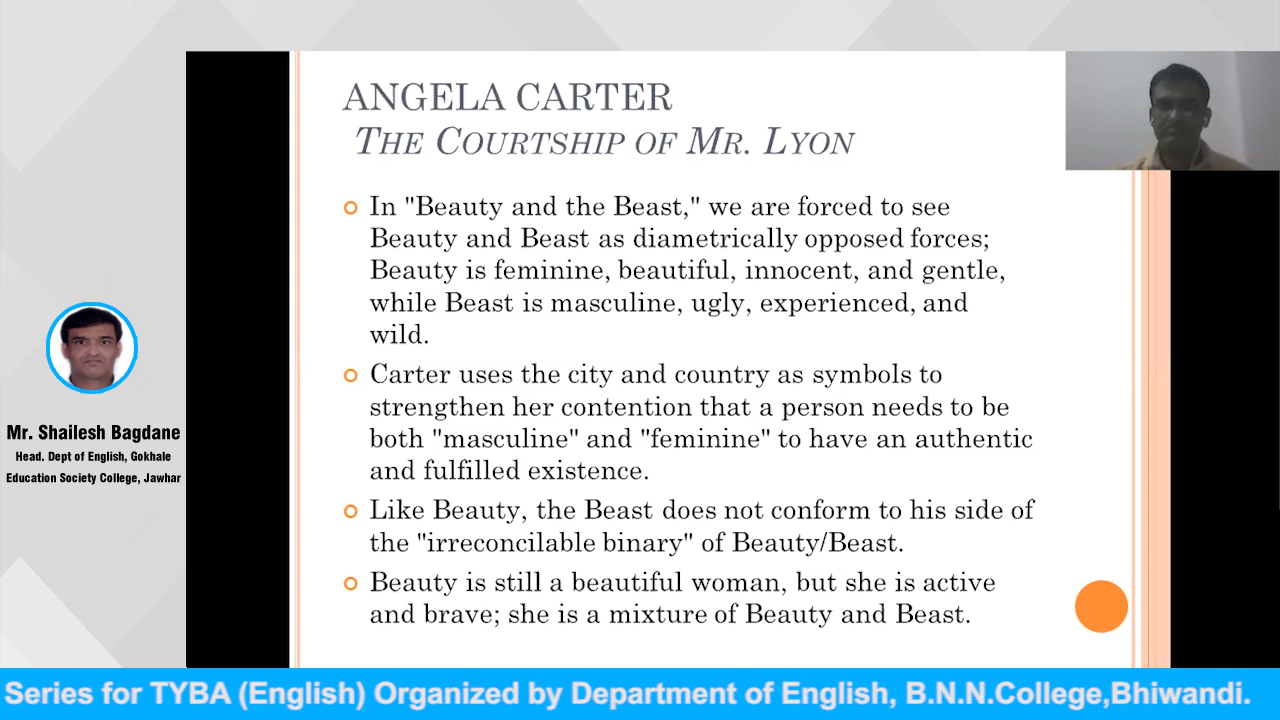 ANGELA CARTER
THE COURTSHIP OF MR. LYON
In "Beauty and the Beast," we are forced to see
Beauty and Beast as diametrically opposed forces;
Beauty is feminine, beautiful, innocent, and gentle,
while Beast is masculine, ugly, experienced, and
wild.
Carter uses the city and country as symbols to
strengthen her contention that a person needs to be
both "masculine" and "feminine" to have an authentic
and fulfilled existence.
Like Beauty, the Beast does not conform to his side of
the "irreconcilable binary" of Beauty/Beast.
Beauty is still a beautiful woman, but she is active
and brave; she is a mixture of Beauty and Beast.
Mr. Shailesh Bagdane
Head. Dept of English, Gokhale
Education Society College, Jawhar
Series for TYBA (English) Organized by Department of English, B.N.N.College,Bhiwandi.